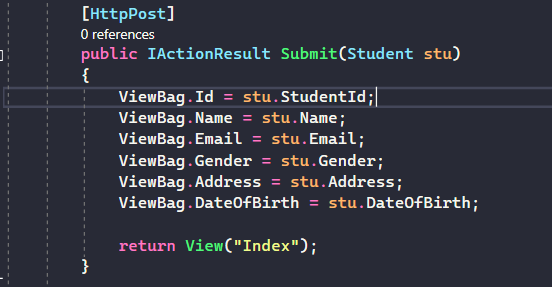 [HttpPost]
0 references
public IActionResult Submit(Student stu)
{
ViewBag.Id = stu.StudentId;
ViewBag.Name = stu.Name;
ViewBag.Email = stu.Email;
ViewBag.Gender = stu.Gender;
ViewBag.Address = stu.Address;
ViewBag.DateOfBirth = stu.DateOfBirth;
return View("Index");
}